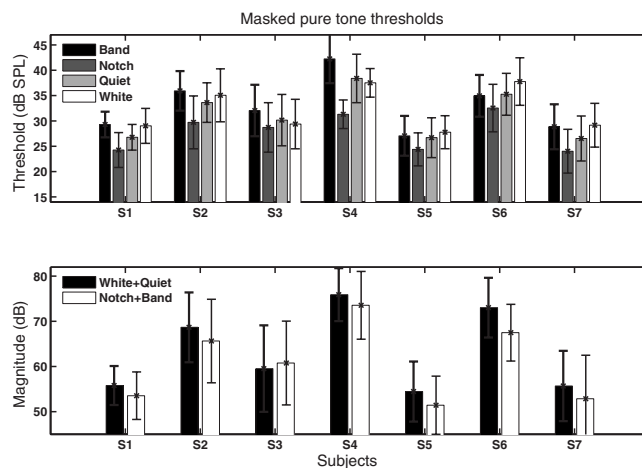 Masked pure tone thresholds
Threshold (dB SPL)
45
40
35
30
25
20
15
Band
Notch
Quiet
White
S1 S2 S3 S4 S5 S6 S7
Magnitude (dB)
80
70
60
50
White+Quiet
Notch+Band
S1 S2 S3 S4 S5 S6 S7
Subjects